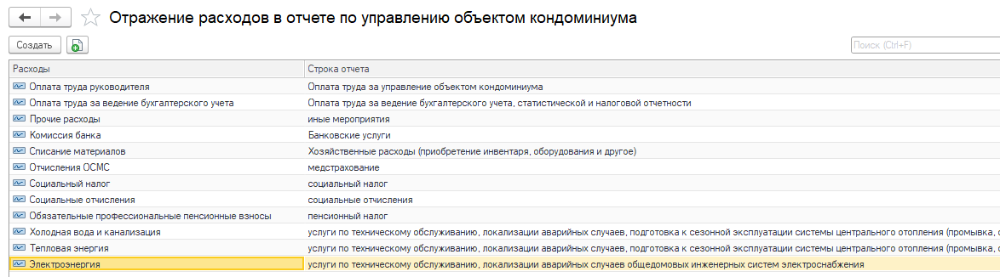 Отражение расходов в отчете по управлению объектом кондоминиума
Создать
Поиск (Ctrl+F)
Расходы Строка отчета
Оплата труда руководителя Оплата труда за управление объектом кондоминиума
Оплата труда за ведение бухгалтерского учета Оплата труда за ведение бухгалтерского учета, статистической и налоговой отчетности
Прочие расходы иные мероприятия
Комиссия банка Банковские услуги
Списание материалов Хозяйственные расходы (приобретение инвентаря, оборудования и другое)
Отчисления ОСМС медстрахование
Социальный налог социальный налог
Социальные отчисления социальные отчисления
Обязательные профессиональные пенсионные взносы пенсионный налог
Холодная вода и канализация услуги по техническому обслуживанию, локализации аварийных случаев, подготовка к сезонной эксплуатации системы центрального отопления (промывка,
Тепловая энергия услуги по техническому обслуживанию, локализации аварийных случаев, подготовка к сезонной эксплуатации системы центрального отопления (промывка,
Электроэнергия услуги по техническому обслуживанию, локализации аварийных случаев общедомовых инженерных систем электроснабжения